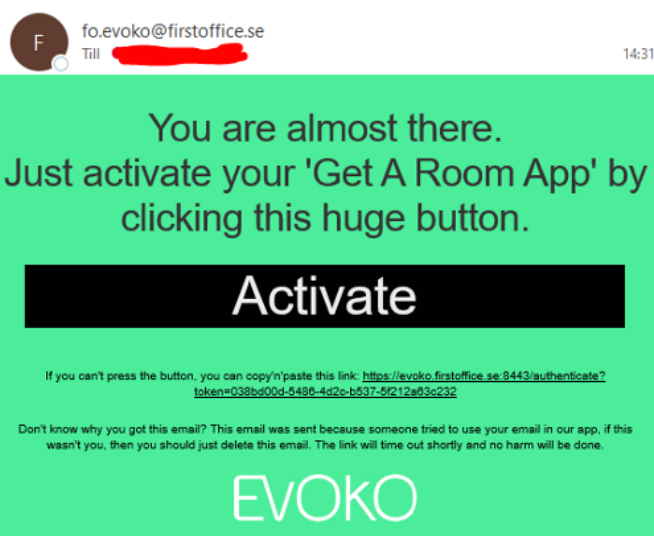 F
fo.evoko@firstoffice.se
Till
14:31
You are almost there.
Just activate your 'Get A Room App' by
clicking this huge button.
Activate
If you can't press the button, you can copy'n'paste this link: https://evoko.firstoffice.se:8443/authenticate?
token=038bd00d-5486-4d2c-b537-5f212a63c232
Don't know why you got this email? This email was sent because someone tried to use your email in our app, if this
wasn't you, then you should just delete this email. The link will time out shortly and no harm will be done.
EVOKO